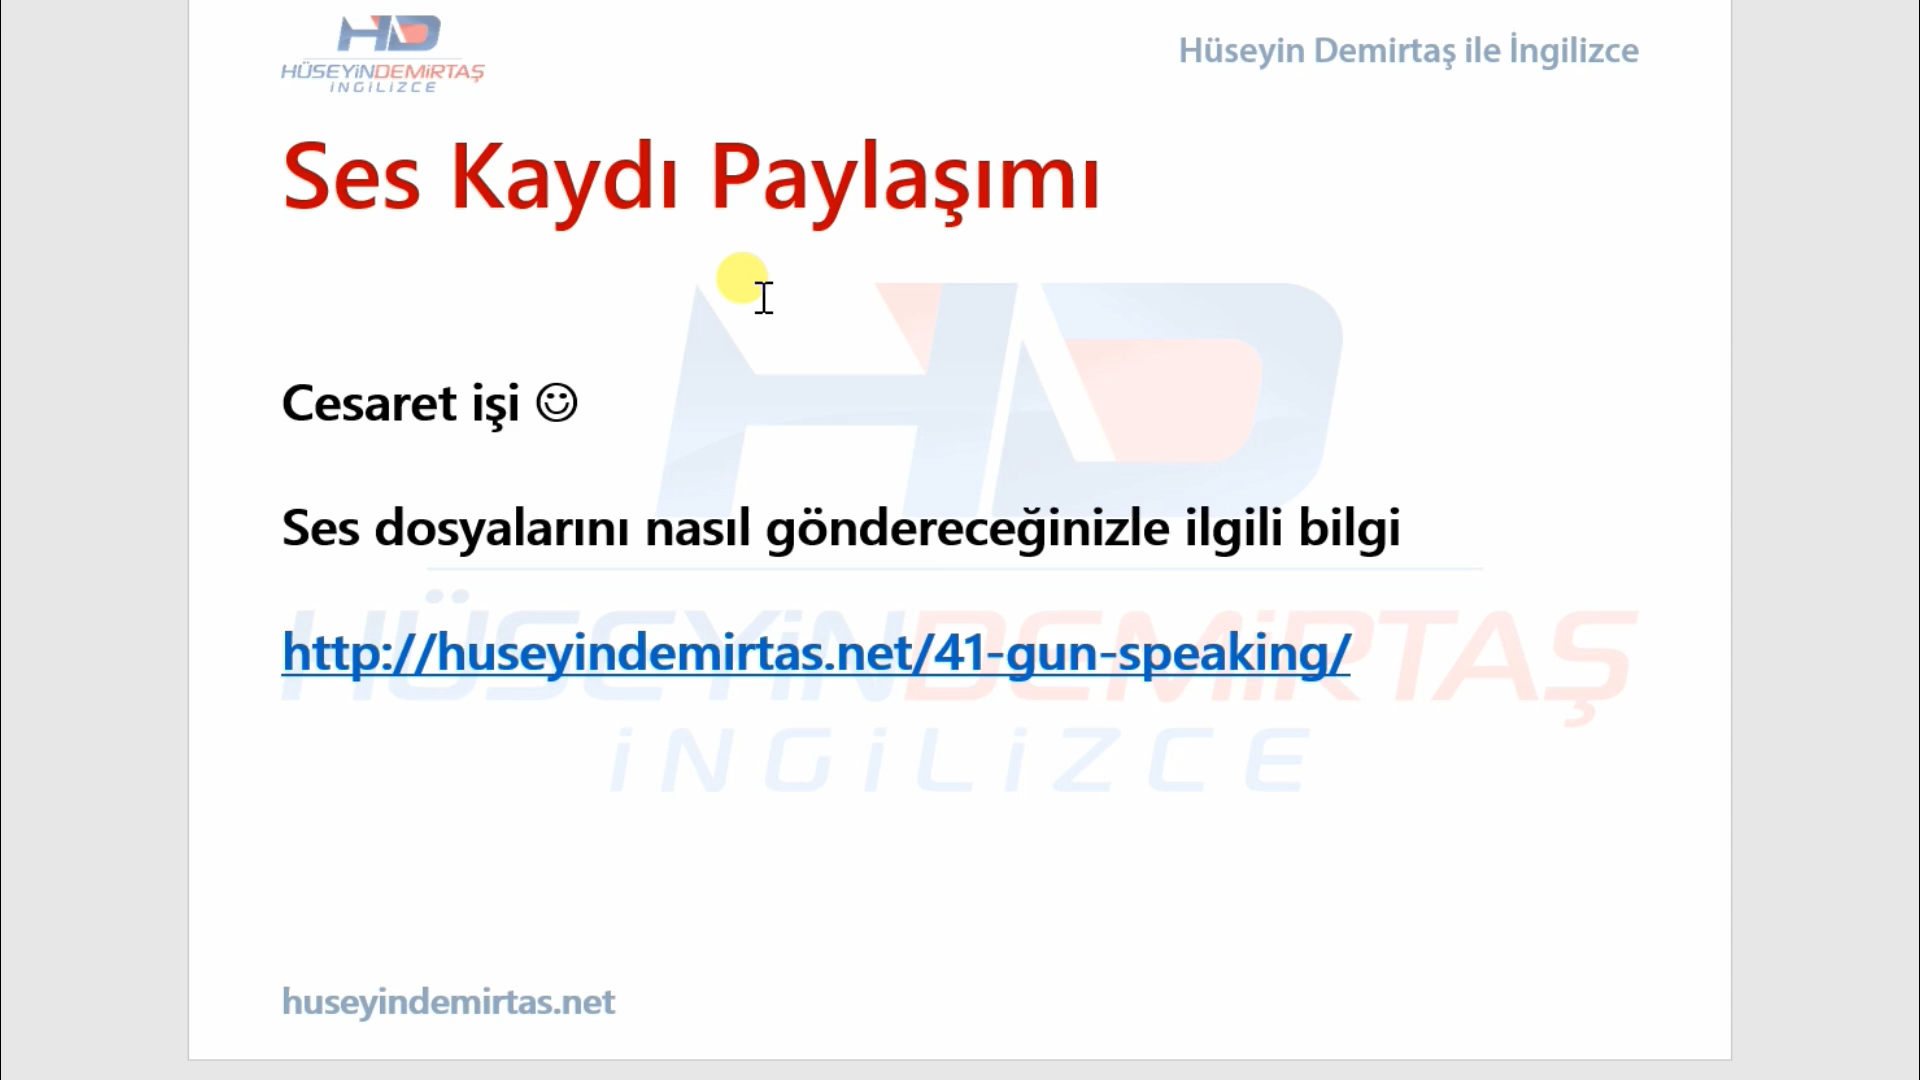 HÜSEYİNDEMİRTAŞ
İNGİLİZCE
Hüseyin Demirtaş ile İngilizce
Ses Kaydı Paylaşımı
Cesaret işi ☺
Ses dosyalarını nasıl göndereceğinizle ilgili bilgi
http://huseyindemirtas.net/41-gun-speaking/
HÜSEYİNDEMİRTAŞ
İNGİLİZCE
huseyindemirtas.net